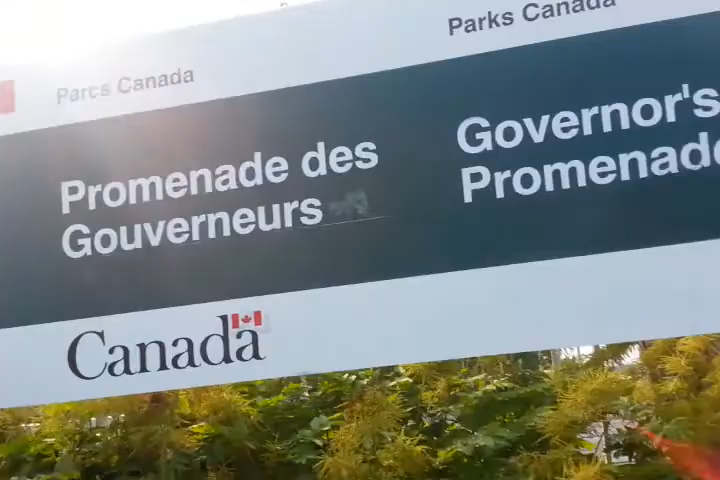 Parcs Canada
Parks Canada
Promenade des
Gouverneurs
Governor's
Promenade
Canada